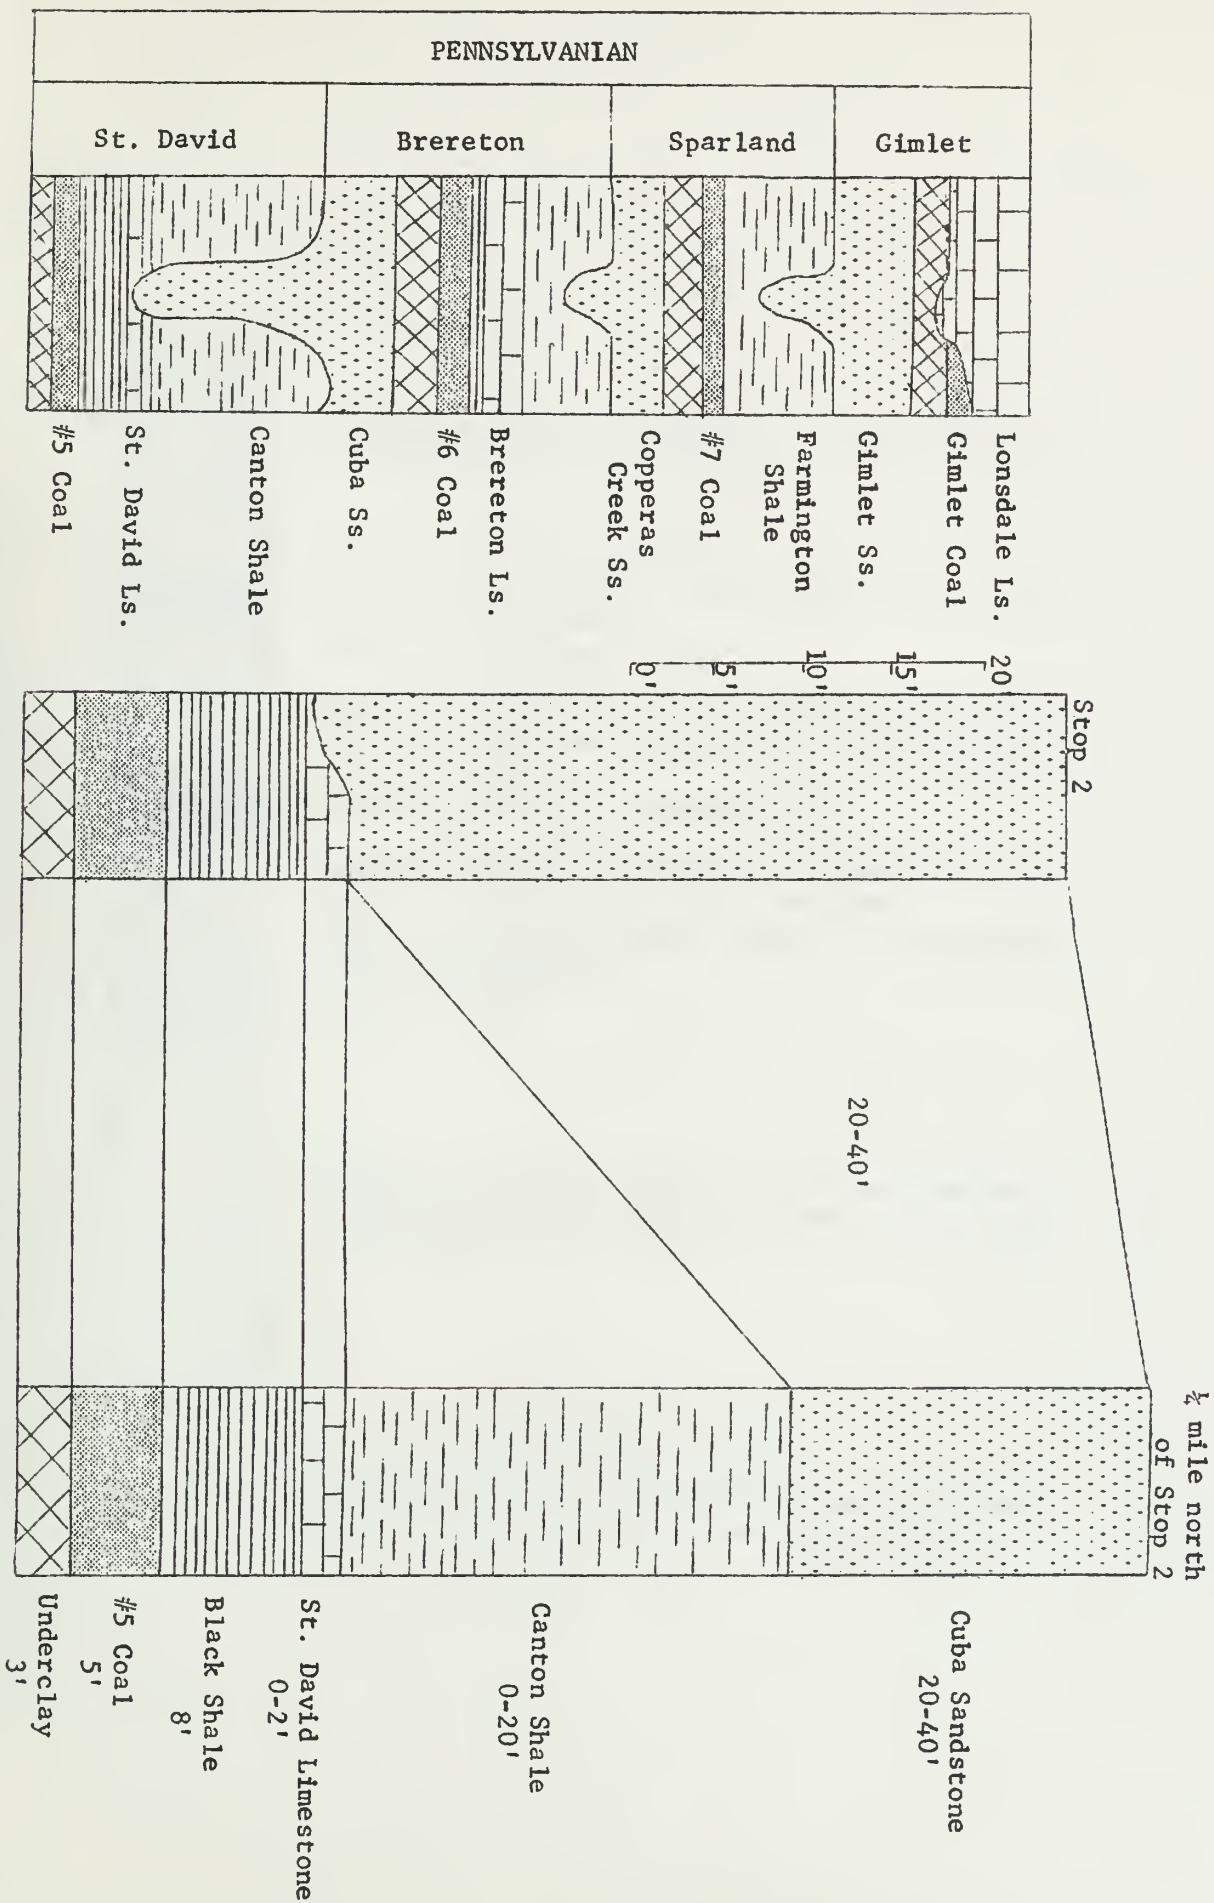 PENNSYLVANIAN
St. David
Brereton
Sparland
Gimlet
Lonsdale Ls.
Gimlet Coal
Gimlet Ss.
Farmington
Shale
#7 Coal
Copperas
Creek Ss.
Brereton Ls.
#6 Coal
Cuba Ss.
Canton Shale
St. David Ls.
#5 Coal
20'
15'
10'
5'
0'
Stop 2
20-40'
¼ mile north
of Stop 2
Cuba Sandstone
20-40'
Canton Shale
0-20'
St. David Limestone
0-2'
Black Shale
8'
#5 Coal
5'
Underclay
3'